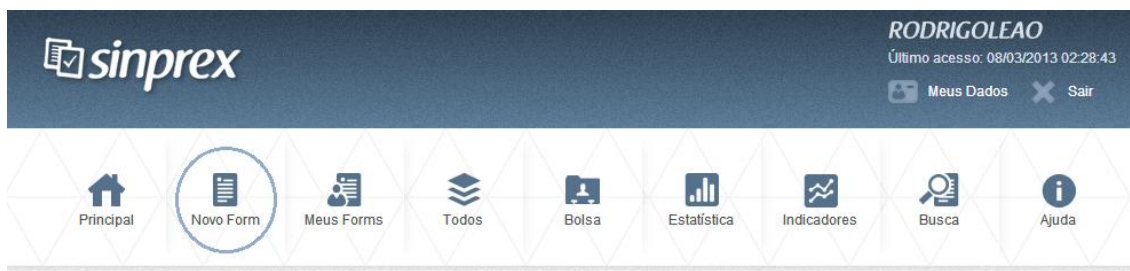 sinprex
RODRIGOLEAO
Último acesso: 08/03/2013 02:28:43
Meus Dados Sair
Principal Novo Form Meus Forms Todos Bolsa Estatística Indicadores Busca Ajuda